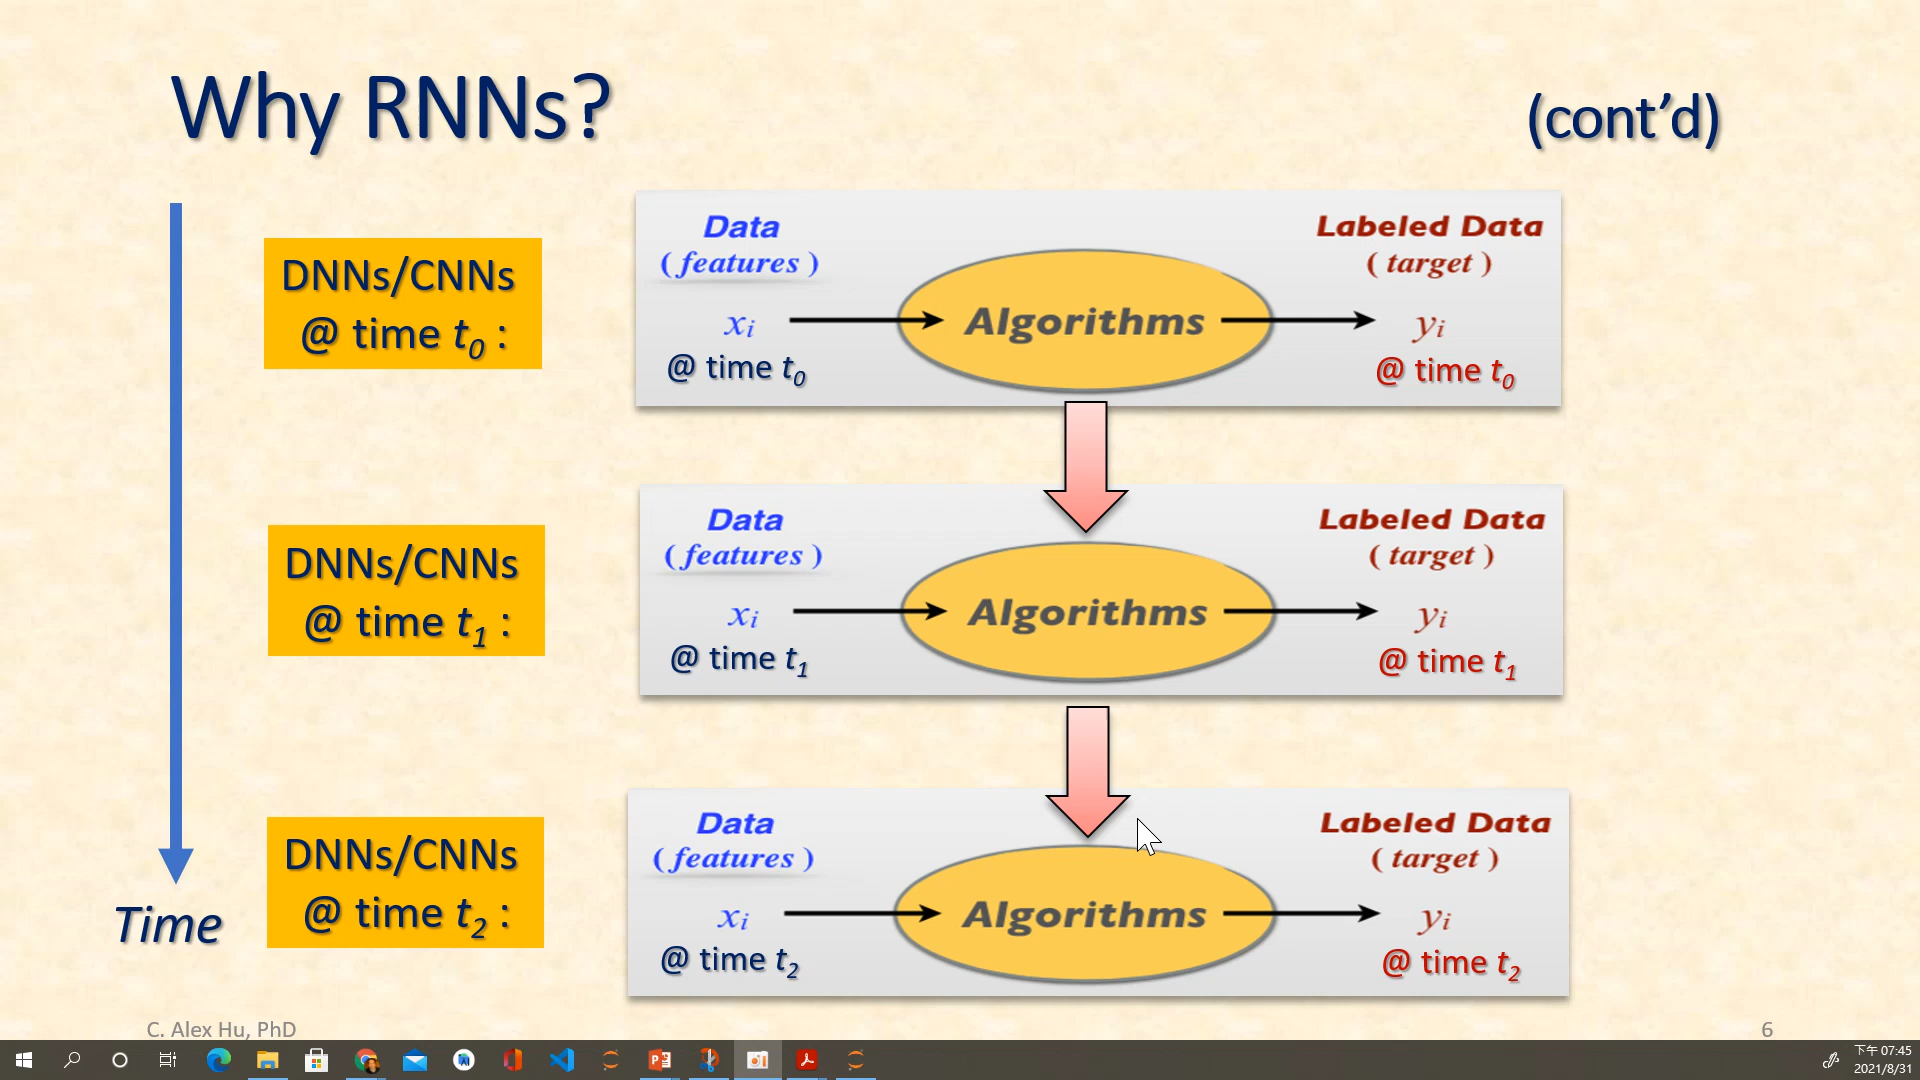 Why RNNs?
(cont’d)
DNNs/CNNs
@ time t0 :
Data
( features )
xi
@ time t0
Algorithms
Labeled Data
( target )
yi
@ time t0
DNNs/CNNs
@ time t1 :
Data
( features )
xi
@ time t1
Algorithms
Labeled Data
( target )
yi
@ time t1
DNNs/CNNs
@ time t2 :
Data
( features )
xi
@ time t2
Algorithms
Labeled Data
( target )
yi
@ time t2
Time
C. Alex Hu, PhD
6
下午 07:45
2021/8/31